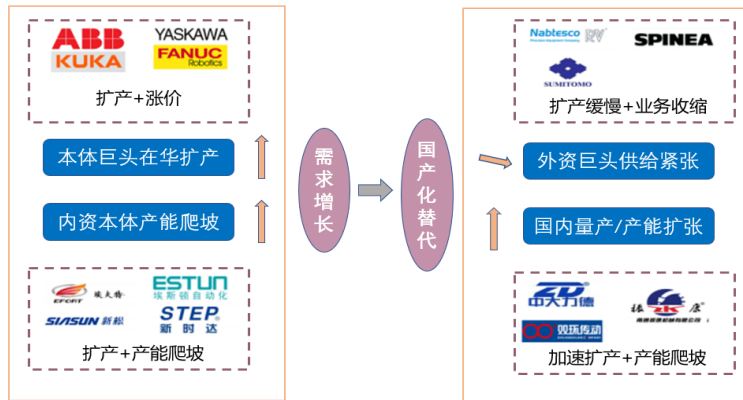 ABB
YASKAWA
KUKA
FANUC
Robotics
扩产+涨价
本体巨头在华扩产
内资本体产能爬坡
EFORT 埃夫特
ESTUN
埃斯顿自动化
SIASUN 新松
STEP
新时达
扩产+产能爬坡
需求增长
国产化替代
Nabtesco RV
SPINEA
SUMITOMO
扩产缓慢+业务收缩
外资巨头供给紧张
国内量产/产能扩张
ZD
中大力德
振康
双环传动
加速扩产+产能爬坡